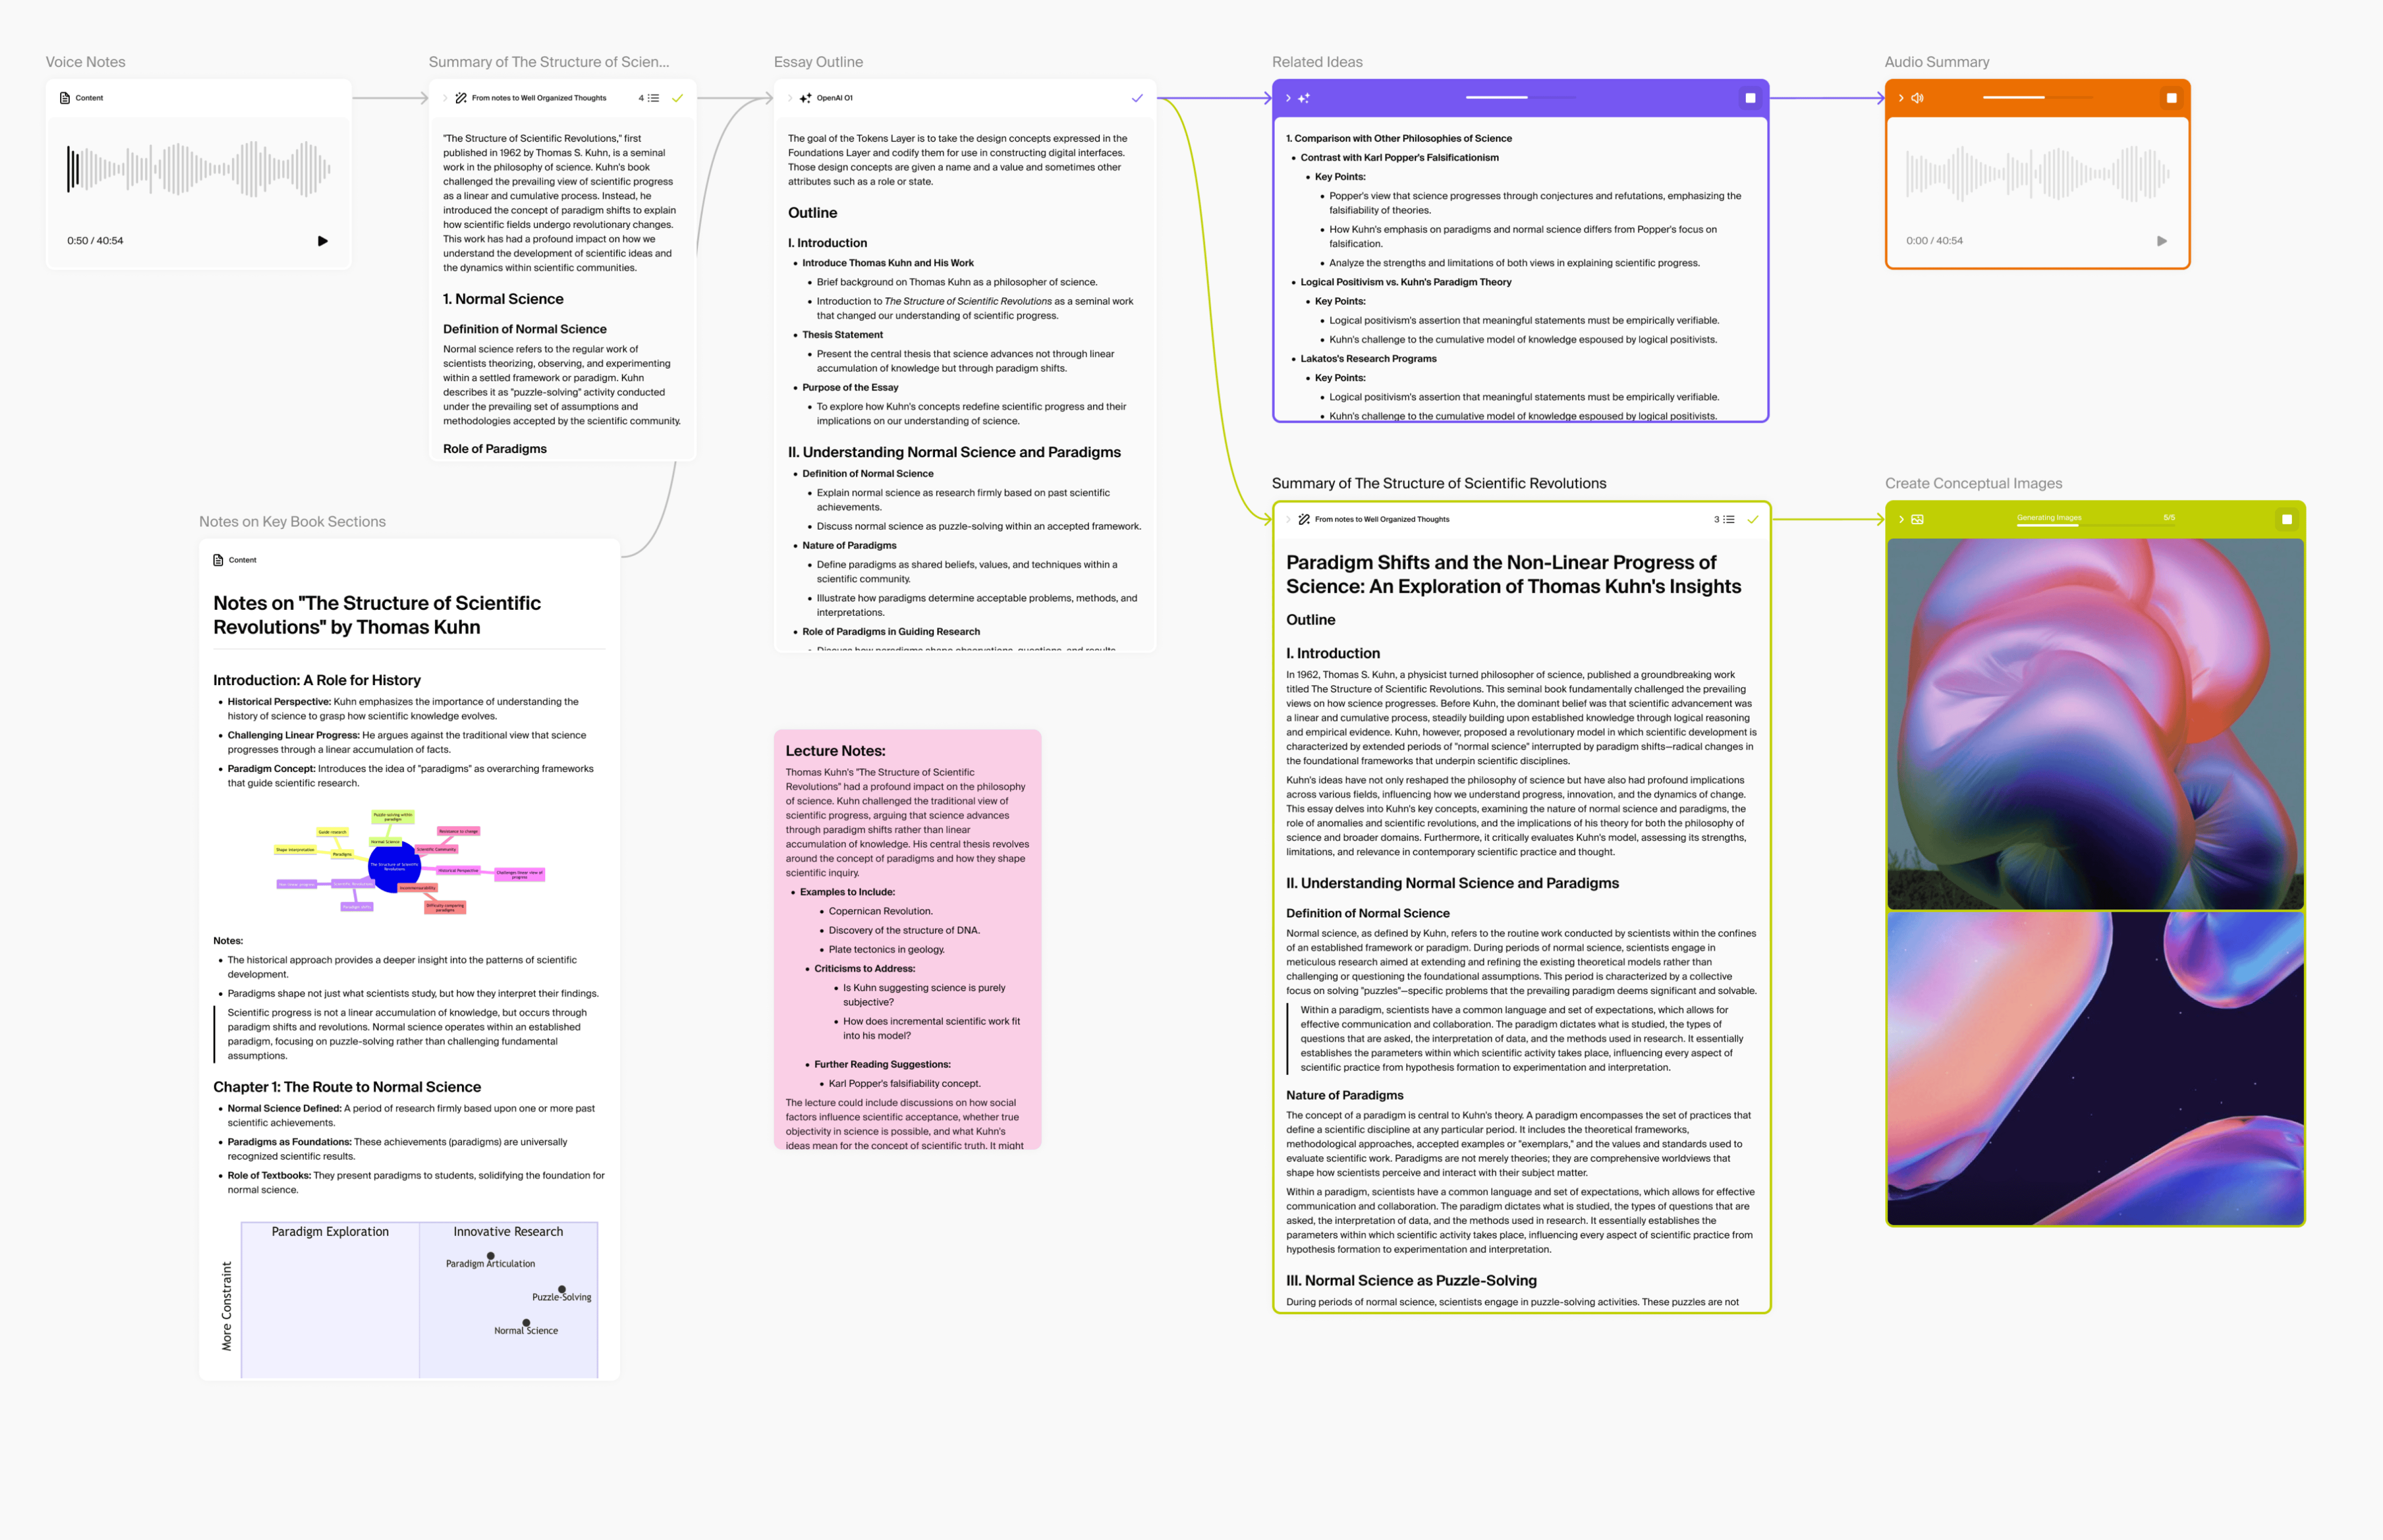 Voice Notes
Content
0:50 / 40:54
Summary of The Structure of Scien...
From notes to Well Organized Thoughts
4
"The Structure of Scientific Revolutions," first
published in 1962 by Thomas S. Kuhn, is a seminal
work in the philosophy of science. Kuhn's book
challenged the prevailing view of scientific progress
as a linear and cumulative process. Instead, he
introduced the concept of paradigm shifts to explain
how scientific fields undergo revolutionary changes.
This work has had a profound impact on how we
understand the development of scientific ideas and
the dynamics within scientific communities.
1. Normal Science
Definition of Normal Science
Normal science refers to the regular work of
scientists theorizing, observing, and experimenting
within a settled framework or paradigm. Kuhn
describes it as "puzzle-solving" activity conducted
under the prevailing set of assumptions and
methodologies accepted by the scientific community.
Role of Paradigms
Notes on Key Book Sections
Content
Notes on "The Structure of Scientific
Revolutions" by Thomas Kuhn
Introduction: A Role for History
• Historical Perspective: Kuhn emphasizes the importance of understanding the
history of science to grasp how scientific knowledge evolves.
• Challenging Linear Progress: He argues against the traditional view that science
progresses through a linear accumulation of facts.
• Paradigm Concept: Introduces the idea of "paradigms" as overarching frameworks
that guide scientific research.
Puzzle-solving within
paradigm
Guide research
Resistance to change
Normal Science
Shape interpretation
Paradigms
Scientific Community
The Structure of Scientific
Revolutions
Historical Perspective
Challenges linear view of
progress
Non-linear progress
Scientific Revolutions
Incommensurability
Paradigm shifts
Difficulty comparing
paradigms
Notes:
• The historical approach provides a deeper insight into the patterns of scientific
development.
• Paradigms shape not just what scientists study, but how they interpret their findings.
Scientific progress is not a linear accumulation of knowledge, but occurs through
paradigm shifts and revolutions. Normal science operates within an established
paradigm, focusing on puzzle-solving rather than challenging fundamental
assumptions.
Chapter 1: The Route to Normal Science
• Normal Science Defined: A period of research firmly based upon one or more past
scientific achievements.
• Paradigms as Foundations: These achievements (paradigms) are universally
recognized scientific results.
• Role of Textbooks: They present paradigms to students, solidifying the foundation for
normal science.
Paradigm Exploration
Innovative Research
More Constraint
Paradigm Articulation
Puzzle-Solving
Normal Science
Essay Outline
OpenAI O1
The goal of the Tokens Layer is to take the design concepts expressed in the
Foundations Layer and codify them for use in constructing digital interfaces.
Those design concepts are given a name and a value and sometimes other
attributes such as a role or state.
Outline
I. Introduction
• Introduce Thomas Kuhn and His Work
• Brief background on Thomas Kuhn as a philosopher of science.
• Introduction to The Structure of Scientific Revolutions as a seminal work
that changed our understanding of scientific progress.
• Thesis Statement
• Present the central thesis that science advances not through linear
accumulation of knowledge but through paradigm shifts.
• Purpose of the Essay
• To explore how Kuhn's concepts redefine scientific progress and their
implications on our understanding of science.
II. Understanding Normal Science and Paradigms
• Definition of Normal Science
• Explain normal science as research firmly based on past scientific
achievements.
• Discuss normal science as puzzle-solving within an accepted framework.
• Nature of Paradigms
• Define paradigms as shared beliefs, values, and techniques within a
scientific community.
• Illustrate how paradigms determine acceptable problems, methods, and
interpretations.
• Role of Paradigms in Guiding Research
• Discuss how paradigms shape observations, questions, and results
Lecture Notes:
Thomas Kuhn's "The Structure of Scientific
Revolutions" had a profound impact on the philosophy
of science. Kuhn challenged the traditional view of
scientific progress, arguing that science advances
through paradigm shifts rather than linear
accumulation of knowledge. His central thesis revolves
around the concept of paradigms and how they shape
scientific inquiry.
• Examples to Include:
• Copernican Revolution.
• Discovery of the structure of DNA.
• Plate tectonics in geology.
• Criticisms to Address:
• Is Kuhn suggesting science is purely
subjective?
• How does incremental scientific work fit
into his model?
• Further Reading Suggestions:
• Karl Popper's falsifiability concept.
The lecture could include discussions on how social
factors influence scientific acceptance, whether true
objectivity in science is possible, and what Kuhn's
ideas mean for the concept of scientific truth. It might
Related Ideas
1. Comparison with Other Philosophies of Science
• Contrast with Karl Popper's Falsificationism
• Key Points:
• Popper's view that science progresses through conjectures and refutations, emphasizing the
falsifiability of theories.
• How Kuhn's emphasis on paradigms and normal science differs from Popper's focus on
falsification.
• Analyze the strengths and limitations of both views in explaining scientific progress.
• Logical Positivism vs. Kuhn's Paradigm Theory
• Key Points:
• Logical positivism's assertion that meaningful statements must be empirically verifiable.
• Kuhn's challenge to the cumulative model of knowledge espoused by logical positivists.
• Lakatos's Research Programs
• Key Points:
• Logical positivism's assertion that meaningful statements must be empirically verifiable.
• Kuhn's challenge to the cumulative model of knowledge espoused by logical positivists.
Summary of The Structure of Scientific Revolutions
From notes to Well Organized Thoughts
3
Paradigm Shifts and the Non-Linear Progress of
Science: An Exploration of Thomas Kuhn's Insights
Outline
I. Introduction
In 1962, Thomas S. Kuhn, a physicist turned philosopher of science, published a groundbreaking work
titled The Structure of Scientific Revolutions. This seminal book fundamentally challenged the prevailing
views on how science progresses. Before Kuhn, the dominant belief was that scientific advancement was
a linear and cumulative process, steadily building upon established knowledge through logical reasoning
and empirical evidence. Kuhn, however, proposed a revolutionary model in which scientific development is
characterized by extended periods of "normal science" interrupted by paradigm shifts—radical changes in
the foundational frameworks that underpin scientific disciplines.
Kuhn's ideas have not only reshaped the philosophy of science but have also had profound implications
across various fields, influencing how we understand progress, innovation, and the dynamics of change.
This essay delves into Kuhn's key concepts, examining the nature of normal science and paradigms, the
role of anomalies and scientific revolutions, and the implications of his theory for both the philosophy of
science and broader domains. Furthermore, it critically evaluates Kuhn's model, assessing its strengths,
limitations, and relevance in contemporary scientific practice and thought.
II. Understanding Normal Science and Paradigms
Definition of Normal Science
Normal science, as defined by Kuhn, refers to the routine work conducted by scientists within the confines
of an established framework or paradigm. During periods of normal science, scientists engage in
meticulous research aimed at extending and refining the existing theoretical models rather than
challenging or questioning the foundational assumptions. This period is characterized by a collective
focus on solving "puzzles"—specific problems that the prevailing paradigm deems significant and solvable.
Within a paradigm, scientists have a common language and set of expectations, which allows for
effective communication and collaboration. The paradigm dictates what is studied, the types of
questions that are asked, the interpretation of data, and the methods used in research. It essentially
establishes the parameters within which scientific activity takes place, influencing every aspect of
scientific practice from hypothesis formation to experimentation and interpretation.
Nature of Paradigms
The concept of a paradigm is central to Kuhn's theory. A paradigm encompasses the set of practices that
define a scientific discipline at any particular period. It includes the theoretical frameworks,
methodological approaches, accepted examples or "exemplars," and the values and standards used to
evaluate scientific work. Paradigms are not merely theories; they are comprehensive worldviews that
shape how scientists perceive and interact with their subject matter.
Within a paradigm, scientists have a common language and set of expectations, which allows for effective
communication and collaboration. The paradigm dictates what is studied, the types of questions that are
asked, the interpretation of data, and the methods used in research. It essentially establishes the
parameters within which scientific activity takes place, influencing every aspect of scientific practice from
hypothesis formation to experimentation and interpretation.
III. Normal Science as Puzzle-Solving
During periods of normal science, scientists engage in puzzle-solving activities. These puzzles are not
Audio Summary
0:00 / 40:54
Create Conceptual Images
Generating Images
5/5